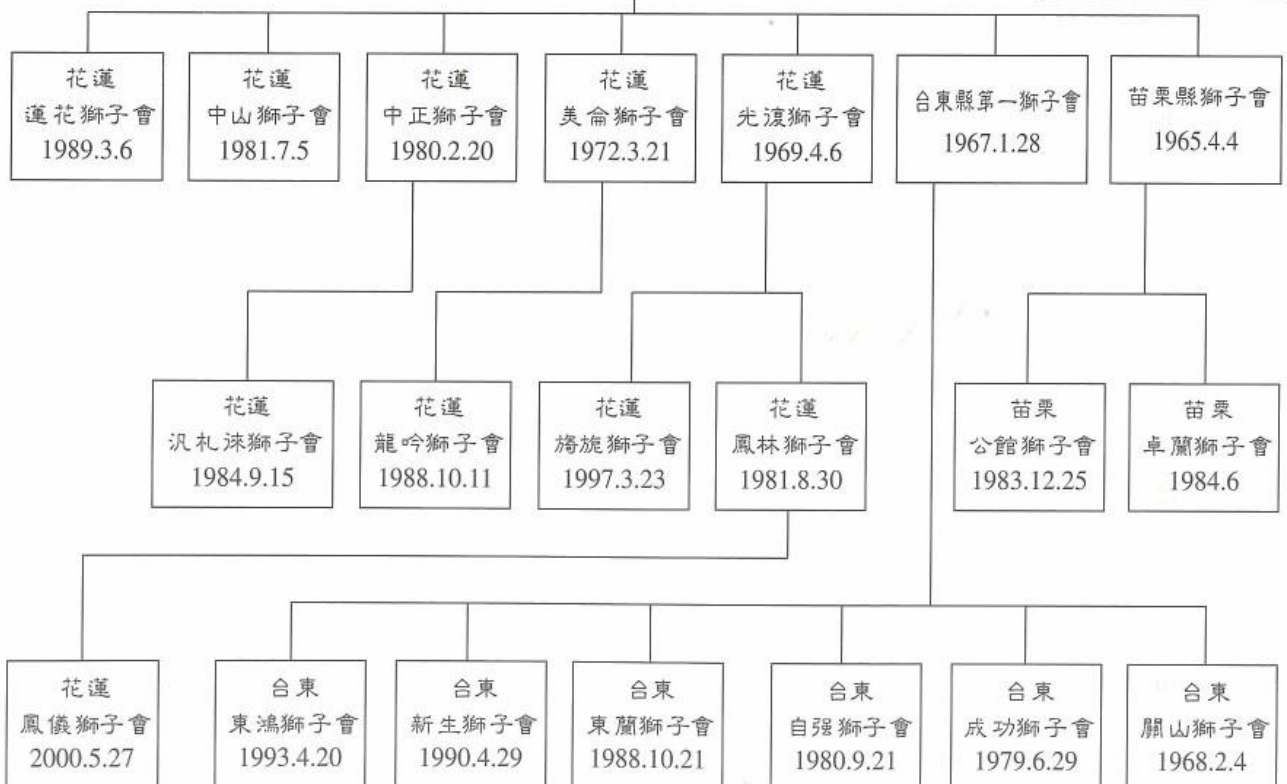 花蓮
蓮花獅子會
1989.3.6
花蓮
中山獅子會
1981.7.5
花蓮
中正獅子會
1980.2.20
花蓮
美侖獅子會
1972.3.21
花蓮
光復獅子會
1969.4.6
台東縣第一獅子會
1967.1.28
苗栗縣獅子會
1965.4.4
花蓮
汎札萊獅子會
1984.9.15
花蓮
龍吟獅子會
1988.10.11
花蓮
旖旎獅子會
1997.3.23
花蓮
鳳林獅子會
1981.8.30
苗栗
公館獅子會
1983.12.25
苗栗
卓蘭獅子會
1984.6
花蓮
鳳儀獅子會
2000.5.27
台東
東鴻獅子會
1993.4.20
台東
新生獅子會
1990.4.29
台東
東蘭獅子會
1988.10.21
台東
自强獅子會
1980.9.21
台東
成功獅子會
1979.6.29
台東
關山獅子會
1968.2.4